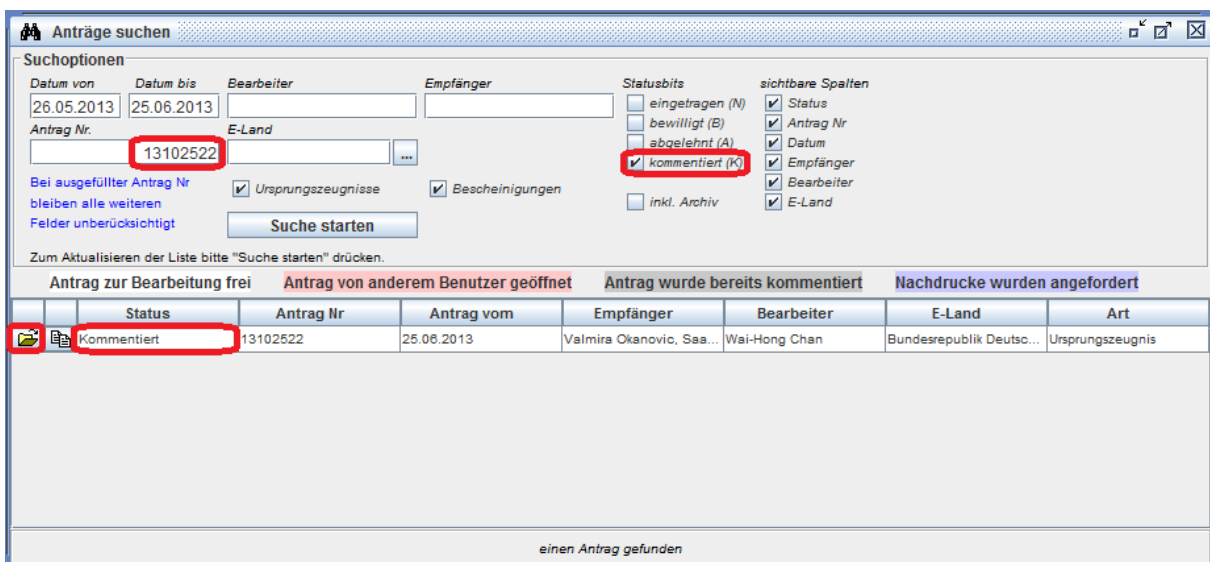 Anträge suchen
Suchoptionen
Datum von Datum bis Bearbeiter Empfänger Statusbits sichtbare Spalten
26.05.2013 25.06.2013 eingetragen (N) Status
Antrag Nr. E-Land bewilligt (B) Antrag Nr
13102522 ... abgelehnt (A) Datum
kommentiert (K) Empfänger
Bei ausgefüllter Antrag Nr Ursprungszeugnisse Bescheinigungen Bearbeiter
bleiben alle weiteren inkl. Archiv E-Land
Felder unberücksichtigt Suche starten
Zum Aktualisieren der Liste bitte "Suche starten" drücken.
Antrag zur Bearbeitung frei Antrag von anderem Benutzer geöffnet Antrag wurde bereits kommentiert Nachdrucke wurden angefordert
Status Antrag Nr Antrag vom Empfänger Bearbeiter E-Land Art
Kommentiert 13102522 25.06.2013 Valmira Okanovic, Saa... Wai-Hong Chan Bundesrepublik Deutsc... Ursprungszeugnis
einen Antrag gefunden